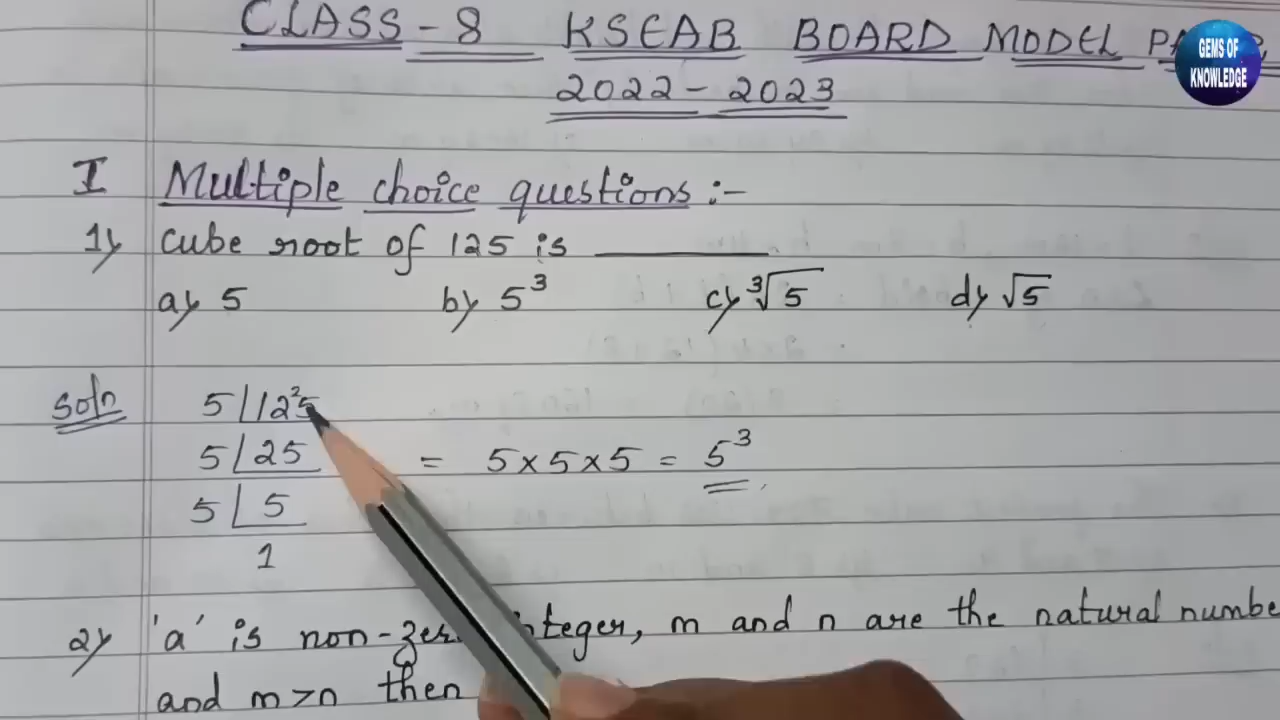 CLASS - 8 KSEAB BOARD MODEL
2022 - 2023
GEMS OF
KNOWLEDGE
I Multiple choice questions :-
1) Cube root of 125 is ______
a) 5 b) 5³ c) ∛5 d) √5
Soln 5 | 12²5
5 | 25 = 5 × 5 × 5 = 5³
5 | 5
1
2) 'a' is non-zero integer, m and n are the natural numbe
and m > n then